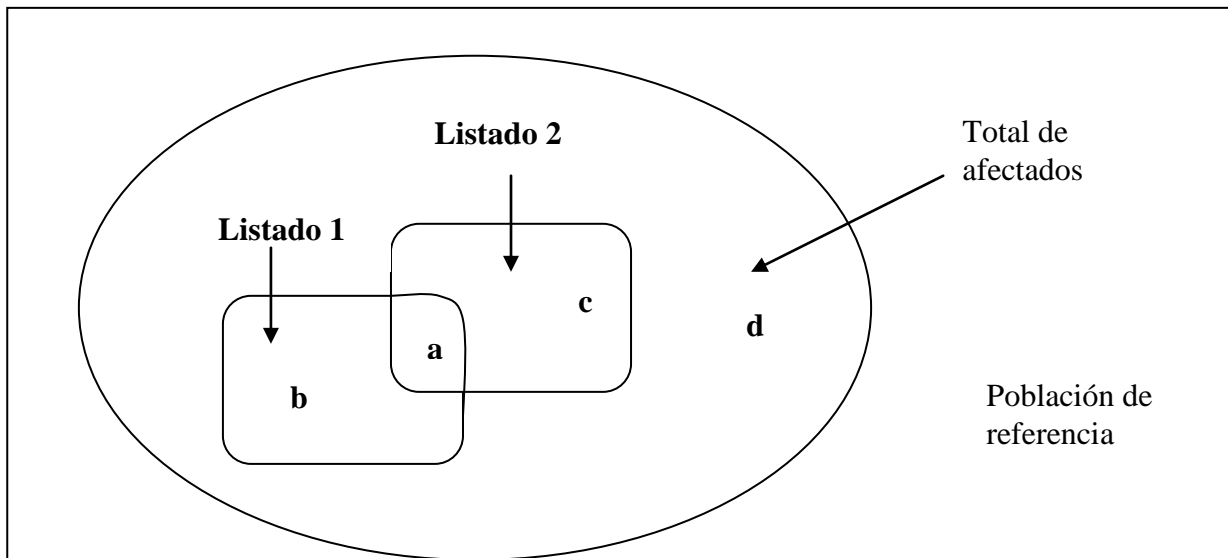 Listado 2
Total de
afectados
Listado 1
c
d
a
b
Población de
referencia